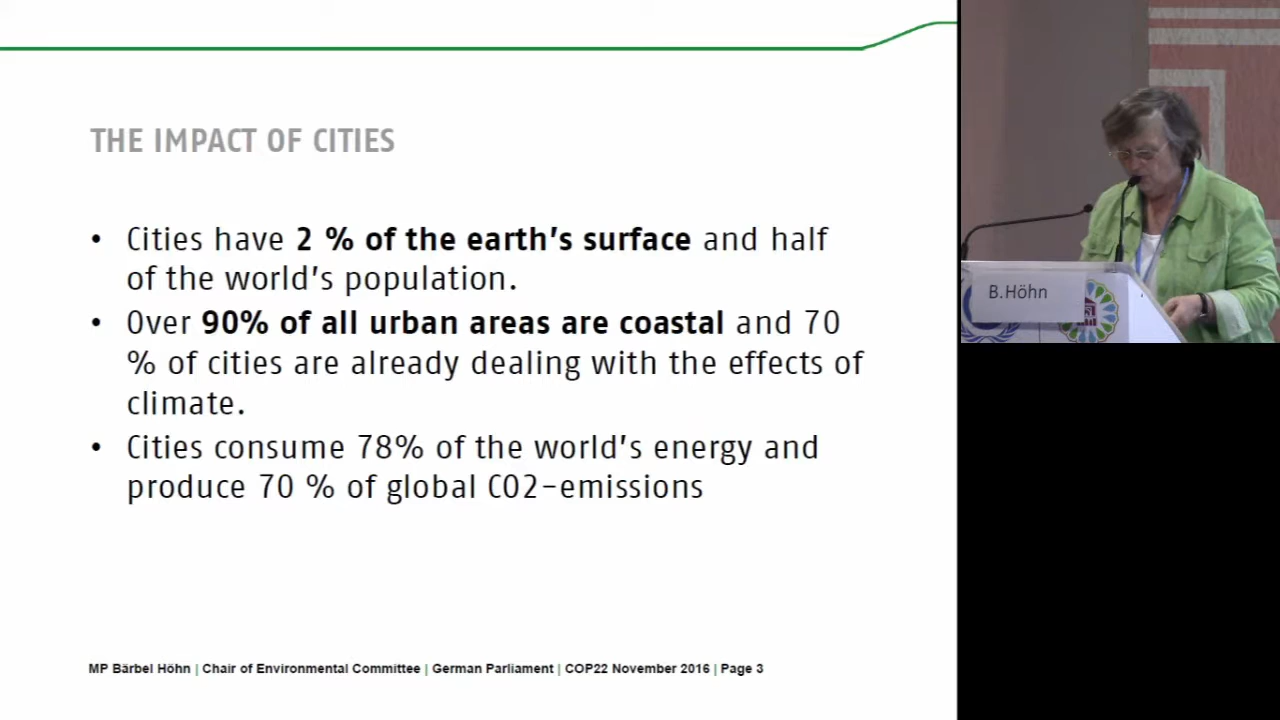 THE IMPACT OF CITIES
• Cities have 2 % of the earth's surface and half
of the world's population.
• Over 90% of all urban areas are coastal and 70
% of cities are already dealing with the effects of
climate.
• Cities consume 78% of the world's energy and
produce 70 % of global CO2-emissions
MP Bärbel Höhn | Chair of Environmental Committee | German Parliament | COP22 November 2016 | Page 3
B.Höhn